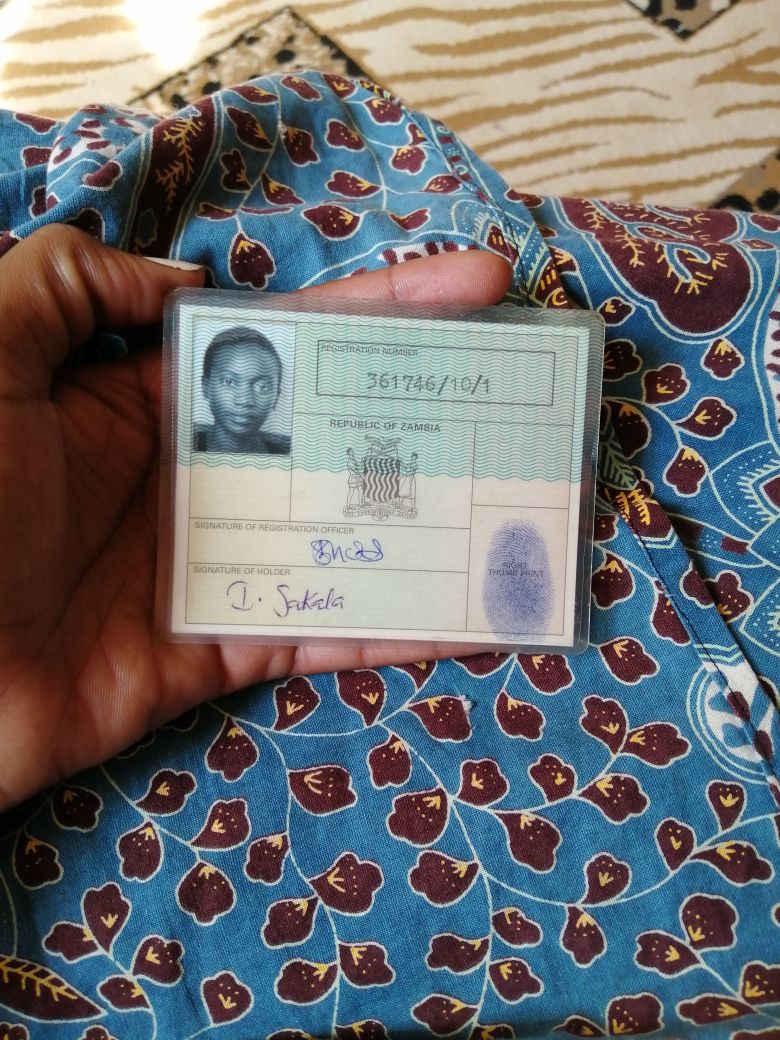 REGISTRATION NUMBER
361746/10/1
REPUBLIC OF ZAMBIA
SIGNATURE OF REGISTRATION OFFICER
SIGNATURE OF HOLDER
I. Sakala
RIGHT
THUMB PRINT